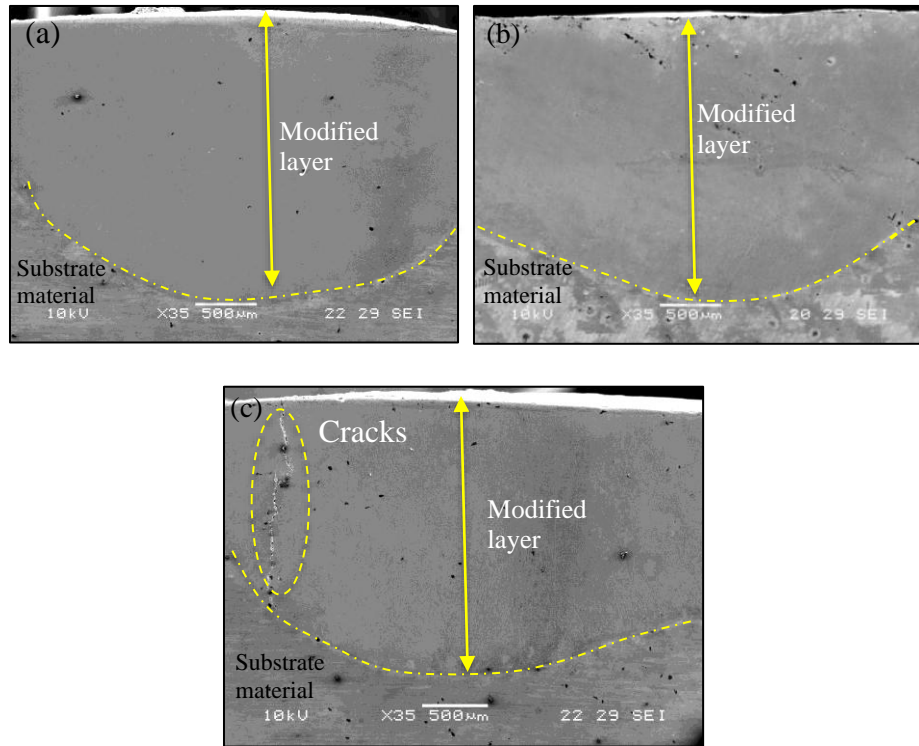 (a)
Modified
layer
Substrate
material
10kV X35 500μm 22 29 SEI
(b)
Modified
layer
Substrate
material
10kV X35 500μm 20 29 SEI
(c)
Cracks
Modified
layer
Substrate
material
10kV X35 500μm 22 29 SEI